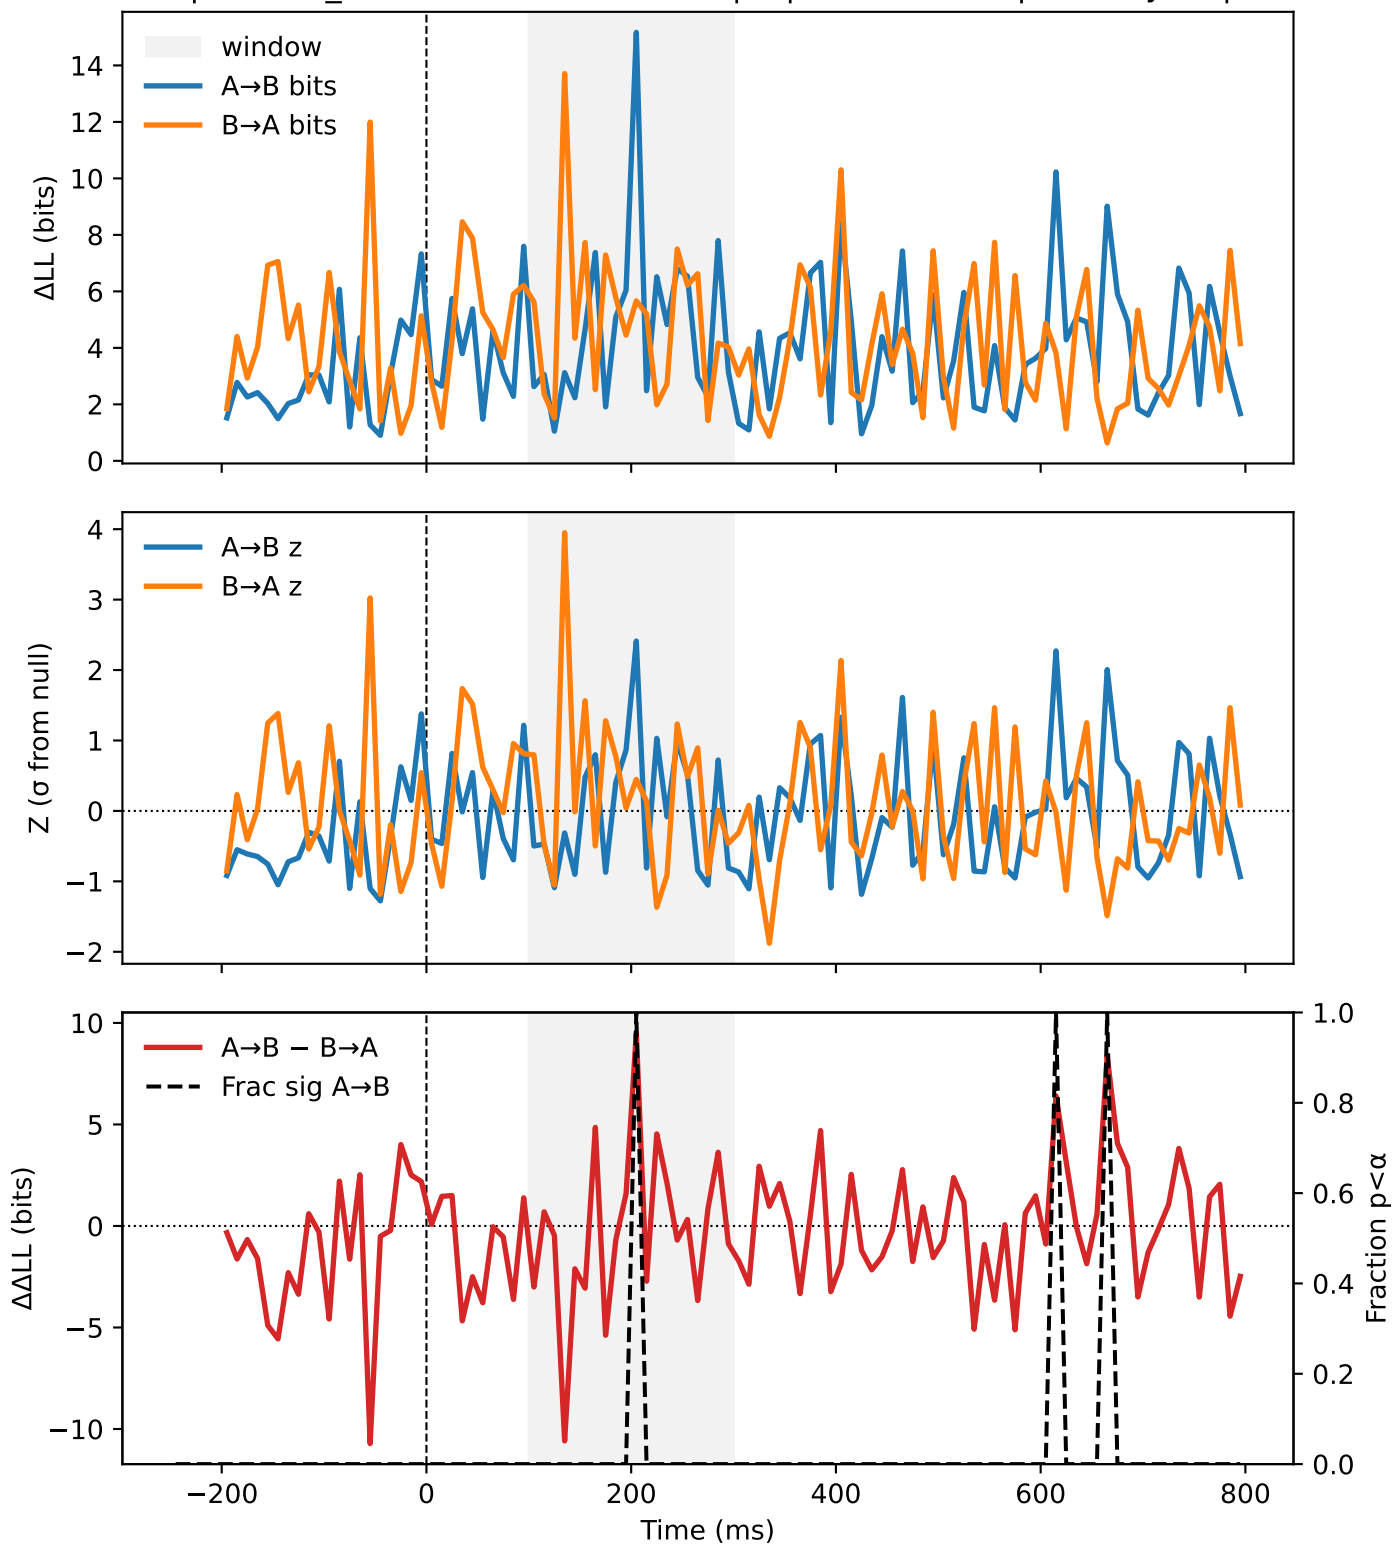 window
A→B bits
B→A bits
ΔLL (bits)
14
12
10
8
6
4
2
0
A→B z
B→A z
Z (σ from null)
4
3
2
1
0
−1
−2
A→B − B→A
Frac sig A→B
ΔΔLL (bits)
10
5
0
−5
−10
1.0
0.8
0.6
0.4
0.2
0.0
Fraction p<α
−200
0
200
400
600
800
Time (ms)